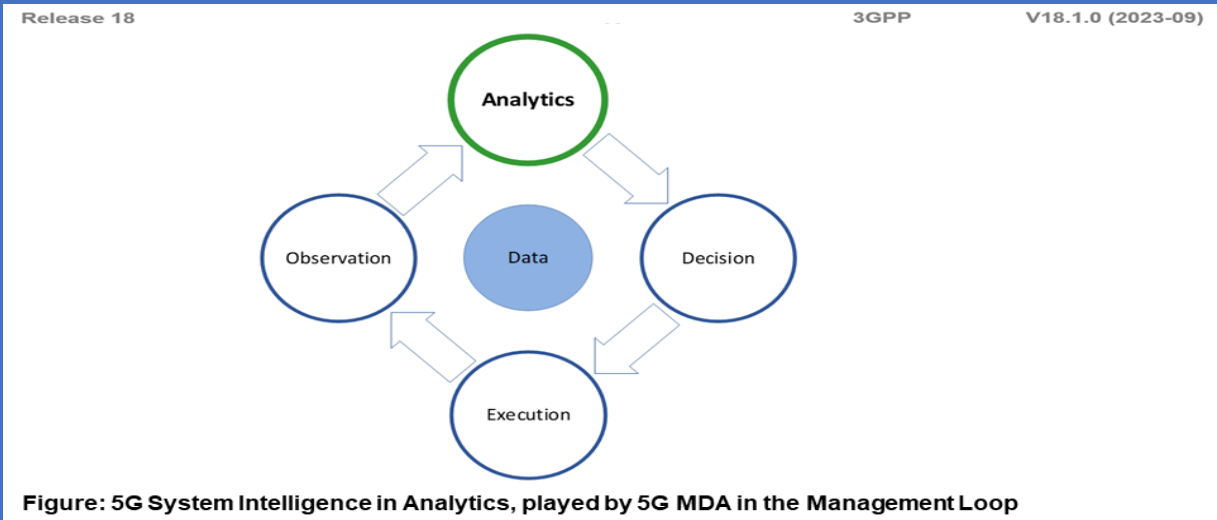 Release 18 3GPP V18.1.0 (2023-09)
Analytics
Observation Data Decision
Execution
Figure: 5G System Intelligence in Analytics, played by 5G MDA in the Management Loop